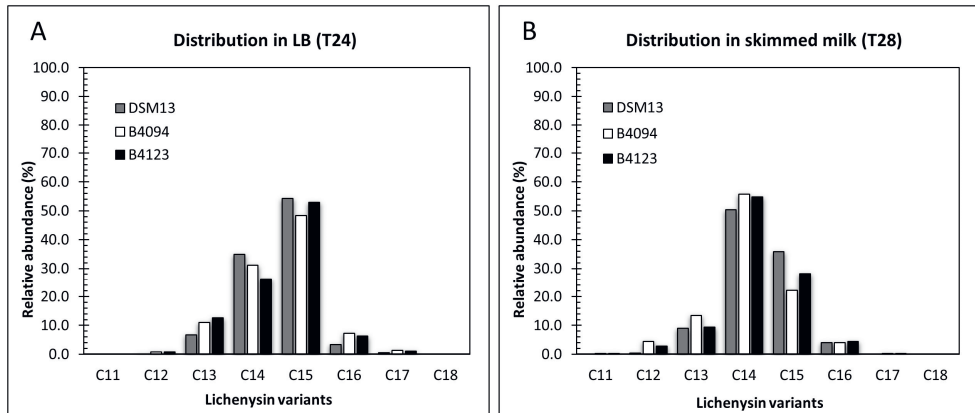 A
Distribution in LB (T24)
100.0
90.0
80.0
70.0
60.0
50.0
40.0
30.0
20.0
10.0
0.0
Relative abundance (%)
DSM13
B4094
B4123
C11 C12 C13 C14 C15 C16 C17 C18
Lichenysin variants
B
Distribution in skimmed milk (T28)
100.0
90.0
80.0
70.0
60.0
50.0
40.0
30.0
20.0
10.0
0.0
Relative abundance (%)
DSM13
B4094
B4123
C11 C12 C13 C14 C15 C16 C17 C18
Lichenysin variants